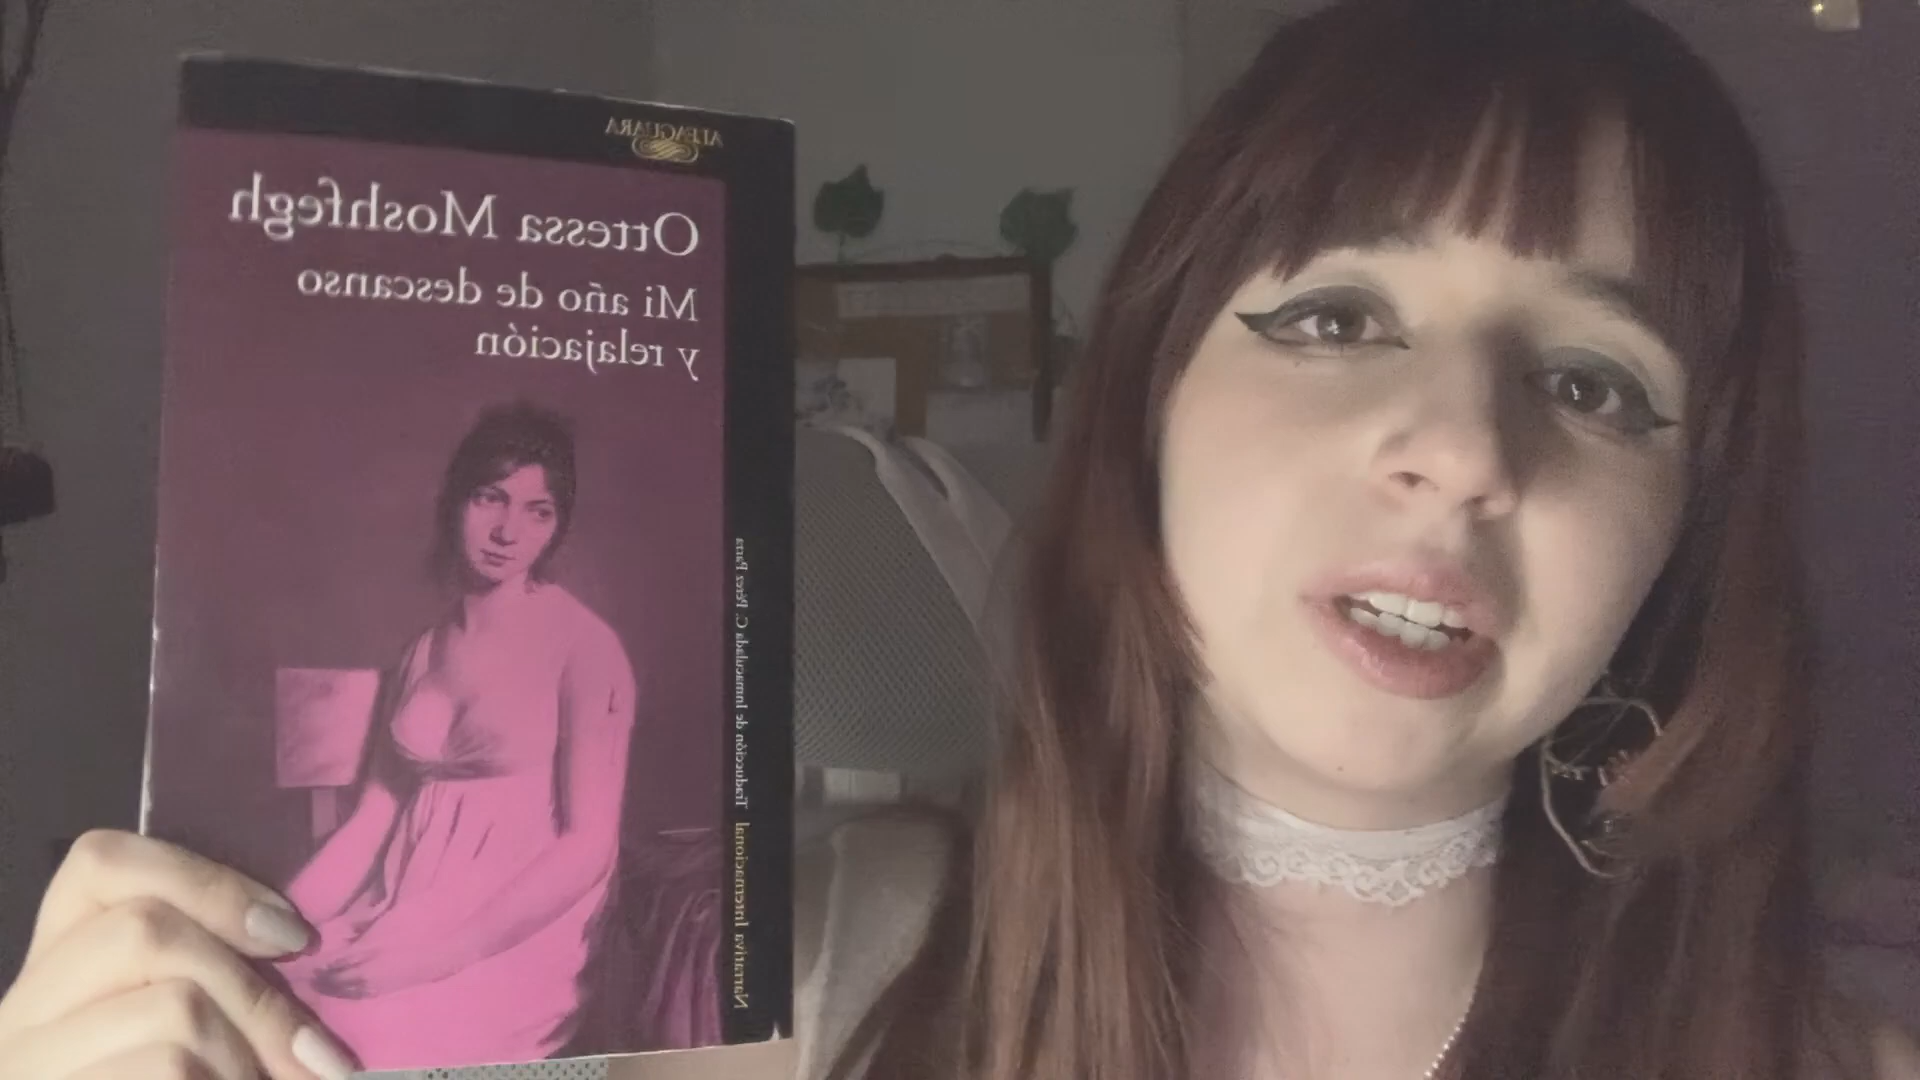 ALFAGUARA
Ottessa Moshfegh
Mi año de descanso
y relajación
Narrativa Internacional Traducción de Inmaculada C. Pérez Parra